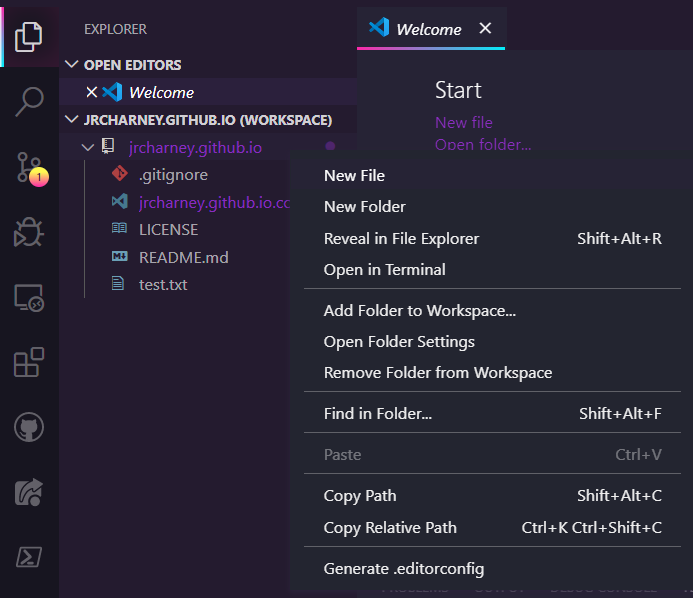 EXPLORER
OPEN EDITORS
Welcome
JRCHARNEY.GITHUB.IO (WORKSPACE)
jrcharney.github.io
.gitignore
jrcharney.github.io.co
LICENSE
README.md
test.txt
1
Welcome
Start
New file
Open folder...
New File
New Folder
Reveal in File Explorer Shift+Alt+R
Open in Terminal
Add Folder to Workspace...
Open Folder Settings
Remove Folder from Workspace
Find in Folder... Shift+Alt+F
Paste Ctrl+V
Copy Path Shift+Alt+C
Copy Relative Path Ctrl+K Ctrl+Shift+C
Generate .editorconfig